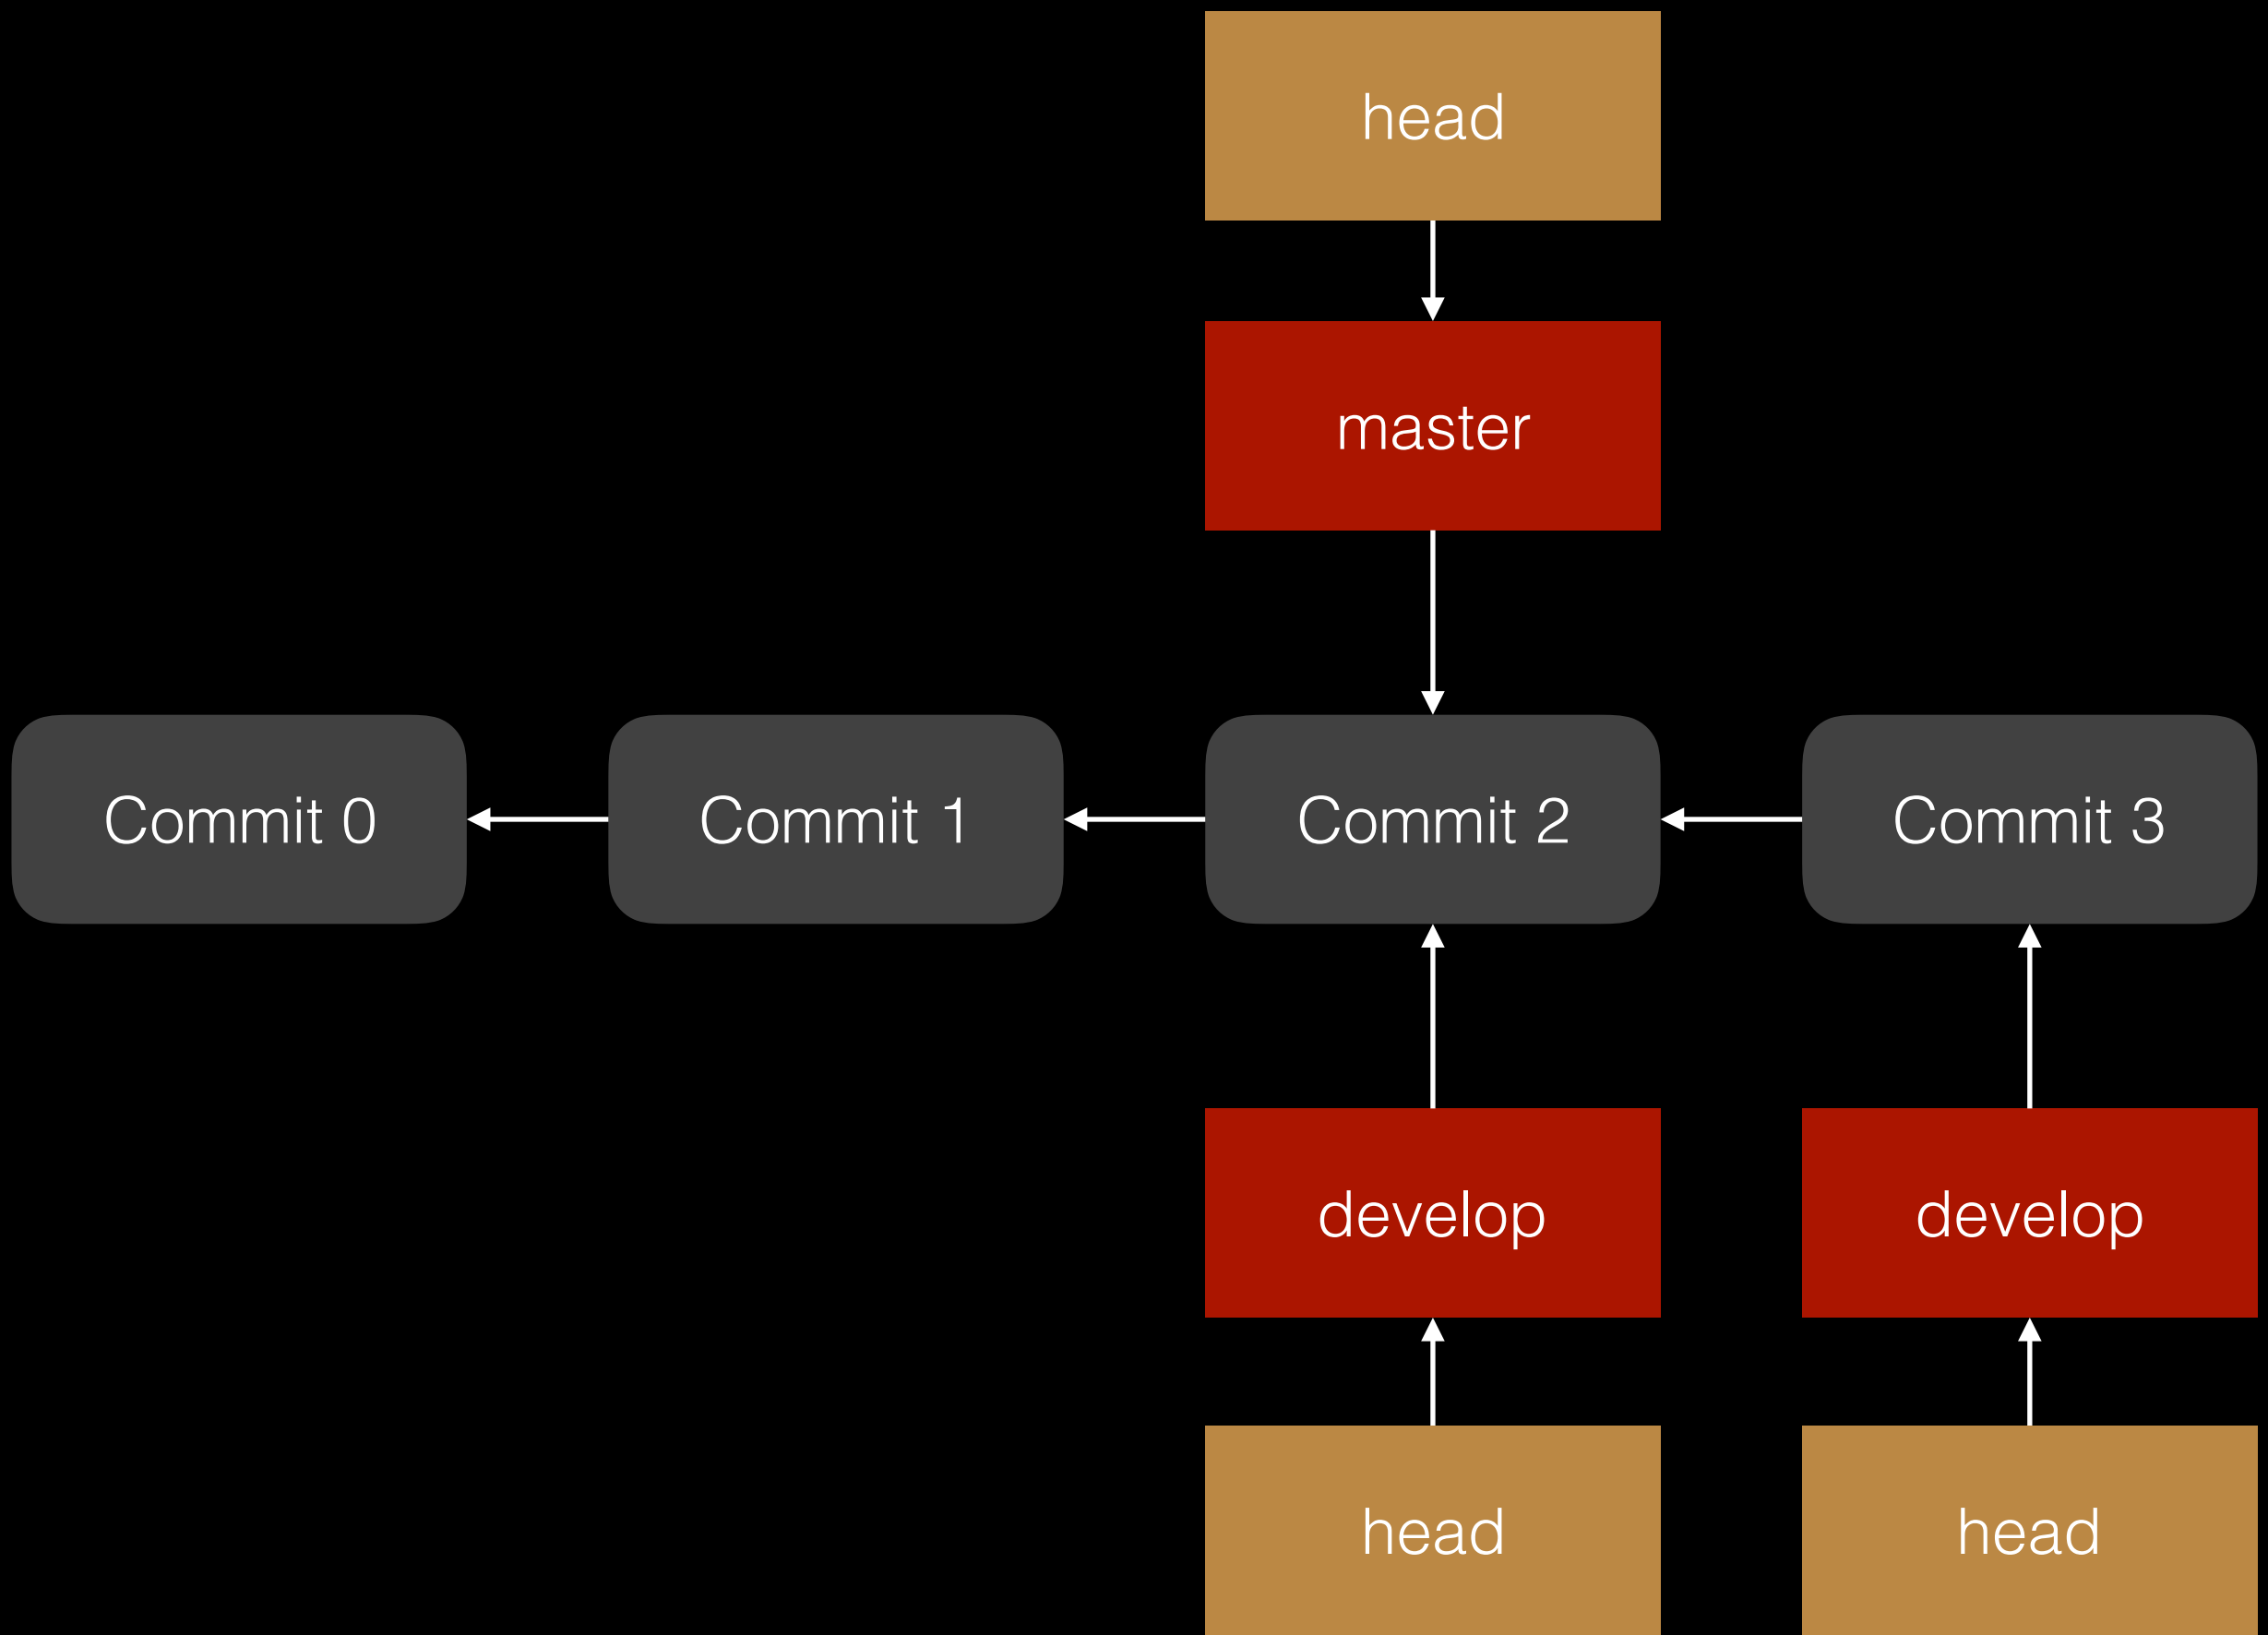 head
master
Commit 0
Commit 1
Commit 2
Commit 3
develop
develop
head
head